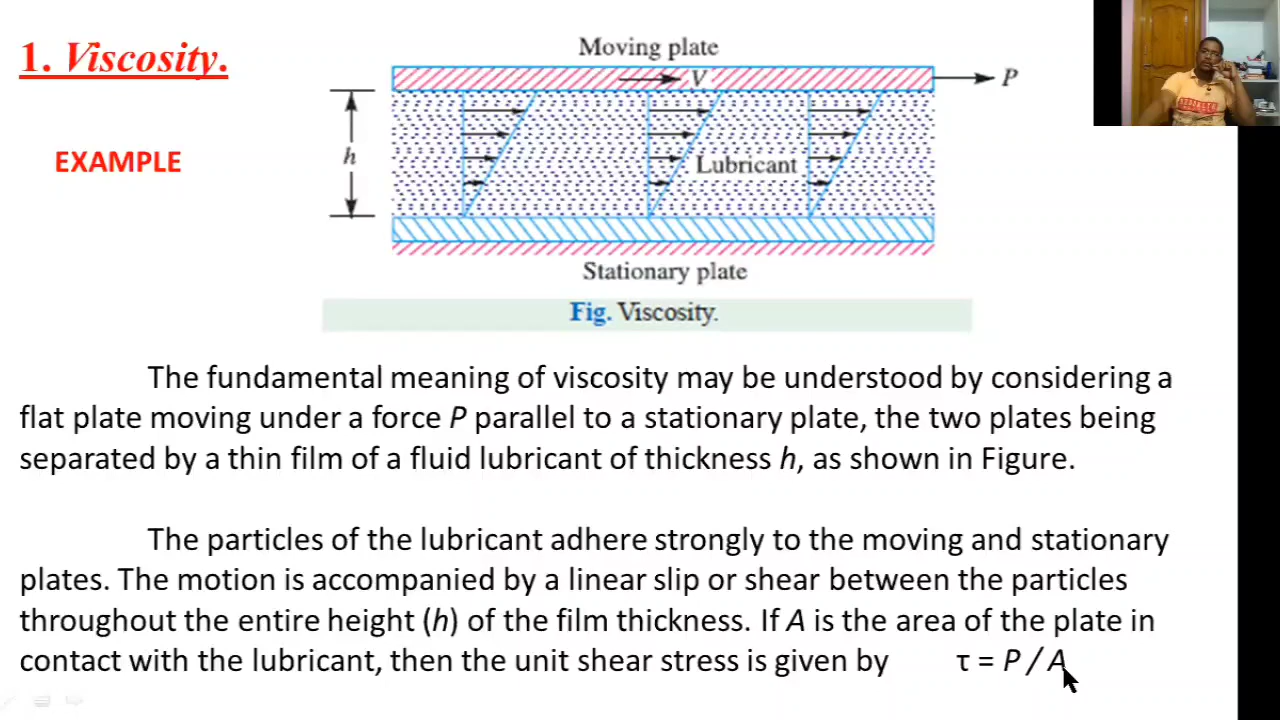 1. Viscosity.
EXAMPLE
Moving plate
V
P
h
Lubricant
Stationary plate
Fig. Viscosity.
The fundamental meaning of viscosity may be understood by considering a
flat plate moving under a force P parallel to a stationary plate, the two plates being
separated by a thin film of a fluid lubricant of thickness h, as shown in Figure.
The particles of the lubricant adhere strongly to the moving and stationary
plates. The motion is accompanied by a linear slip or shear between the particles
throughout the entire height (h) of the film thickness. If A is the area of the plate in
contact with the lubricant, then the unit shear stress is given by τ = P / A